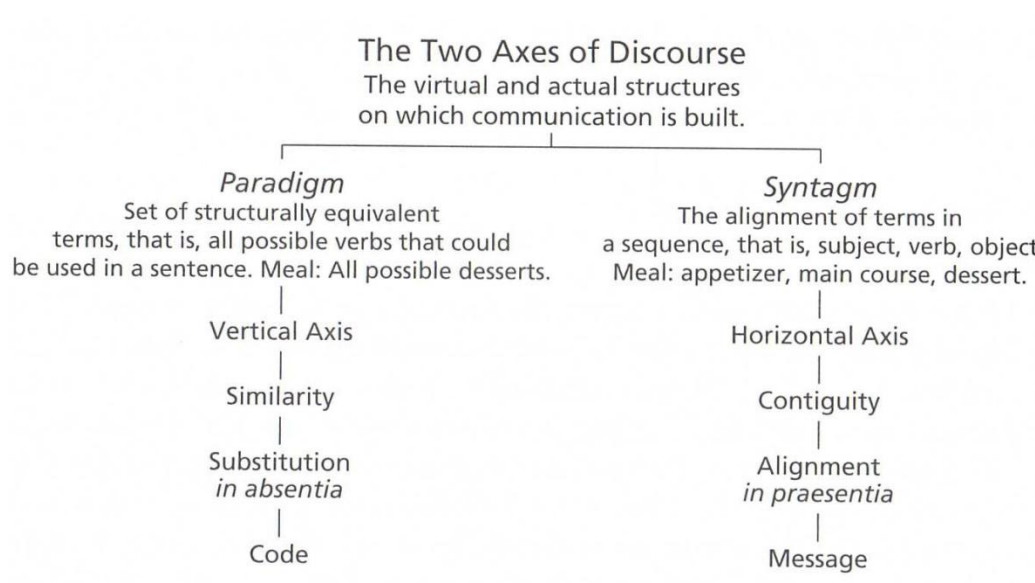 The Two Axes of Discourse
The virtual and actual structures
on which communication is built.
Paradigm
Set of structurally equivalent
terms, that is, all possible verbs that could
be used in a sentence. Meal: All possible desserts.
Vertical Axis
Similarity
Substitution
in absentia
Code
Syntagm
The alignment of terms in
a sequence, that is, subject, verb, object
Meal: appetizer, main course, dessert.
Horizontal Axis
Contiguity
Alignment
in praesentia
Message